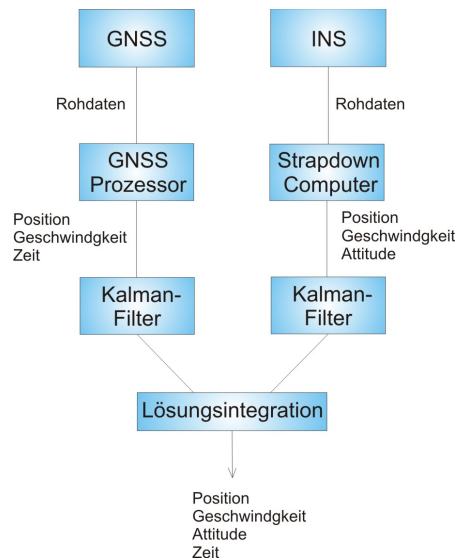 GNSS
INS
Rohdaten
Rohdaten
GNSS
Prozessor
Strapdown
Computer
Position
Geschwindgkeit
Zeit
Position
Geschwindgkeit
Attitude
Kalman-
Filter
Kalman-
Filter
Lösungsintegration
Position
Geschwindgkeit
Attitude
Zeit